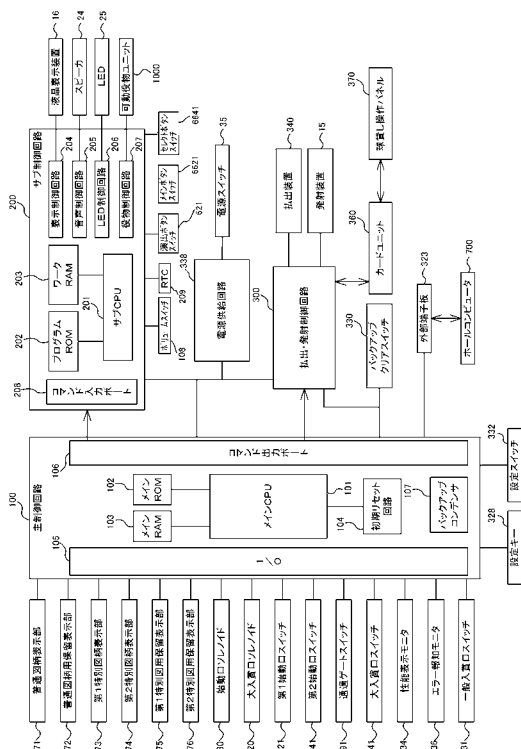 71
普通図柄表示部
72
普通図柄用保留表示部
73
第1特別図柄表示部
74
第2特別図柄表示部
75
第1特別図柄用保留表示部
76
第2特別図柄用保留表示部
始動口ソレノイド
大入賞口ソレノイド
第1始動口スイッチ
第2始動口スイッチ
通過ゲートスイッチ
大入賞口スイッチ
性能表示モニタ
エラー報知モニタ
一般入賞口スイッチ
100
主制御回路
105
I/O
103
メインRAM
102
メインROM
106
コマンド出力ポート
メインCPU
101
104
初期リセット回路
107
バックアップコンデンサ
328
設定キー
332
設定スイッチ
200
サブ制御回路
208
コマンド入力ポート
202
プログラムROM
203
ワークRAM
201
サブCPU
209
RTC
108
ボリュームスイッチ
表示制御回路
204
音声制御回路
205
LED制御回路
206
役物制御回路
207
16
液晶表示装置
24
スピーカ
25
LED
可動役物ユニット
1000
演出ボタンスイッチ
621
メインボタンスイッチ
6621
セレクトボタンスイッチ
6641
338
電源供給回路
35
電源スイッチ
300
払出・発射制御回路
340
払出装置
15
発射装置
360
カードユニット
370
球貸し操作パネル
330
バックアップクリアスイッチ
323
外部端子板
700
ホールコンピュータ